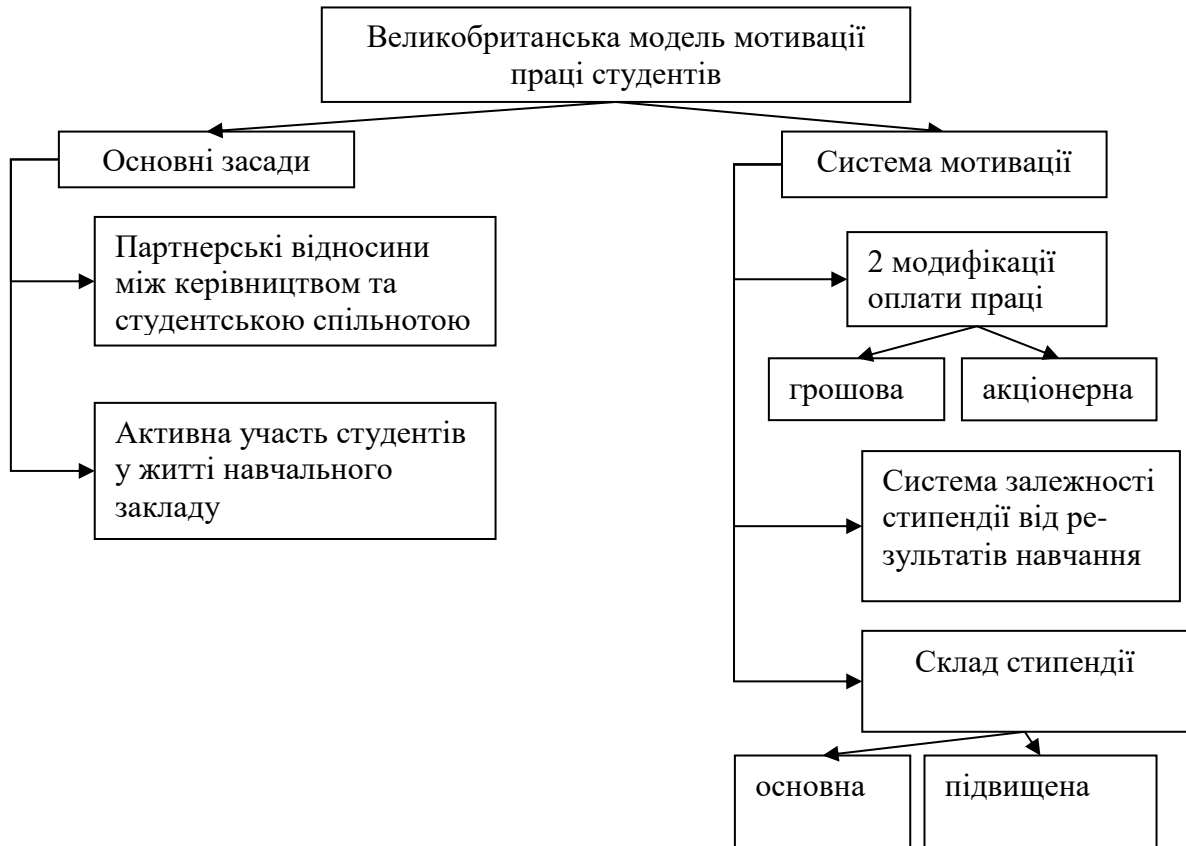 Великобританська модель мотивації
праці студентів
Основні засади
Система мотивації
Партнерські відносини
між керівництвом та
студентською спільнотою
2 модифікації
оплати праці
грошова
акціонерна
Активна участь студентів
у житті навчального
закладу
Система залежності
стипендії від ре-
зультатів навчання
Склад стипендії
основна
підвищена